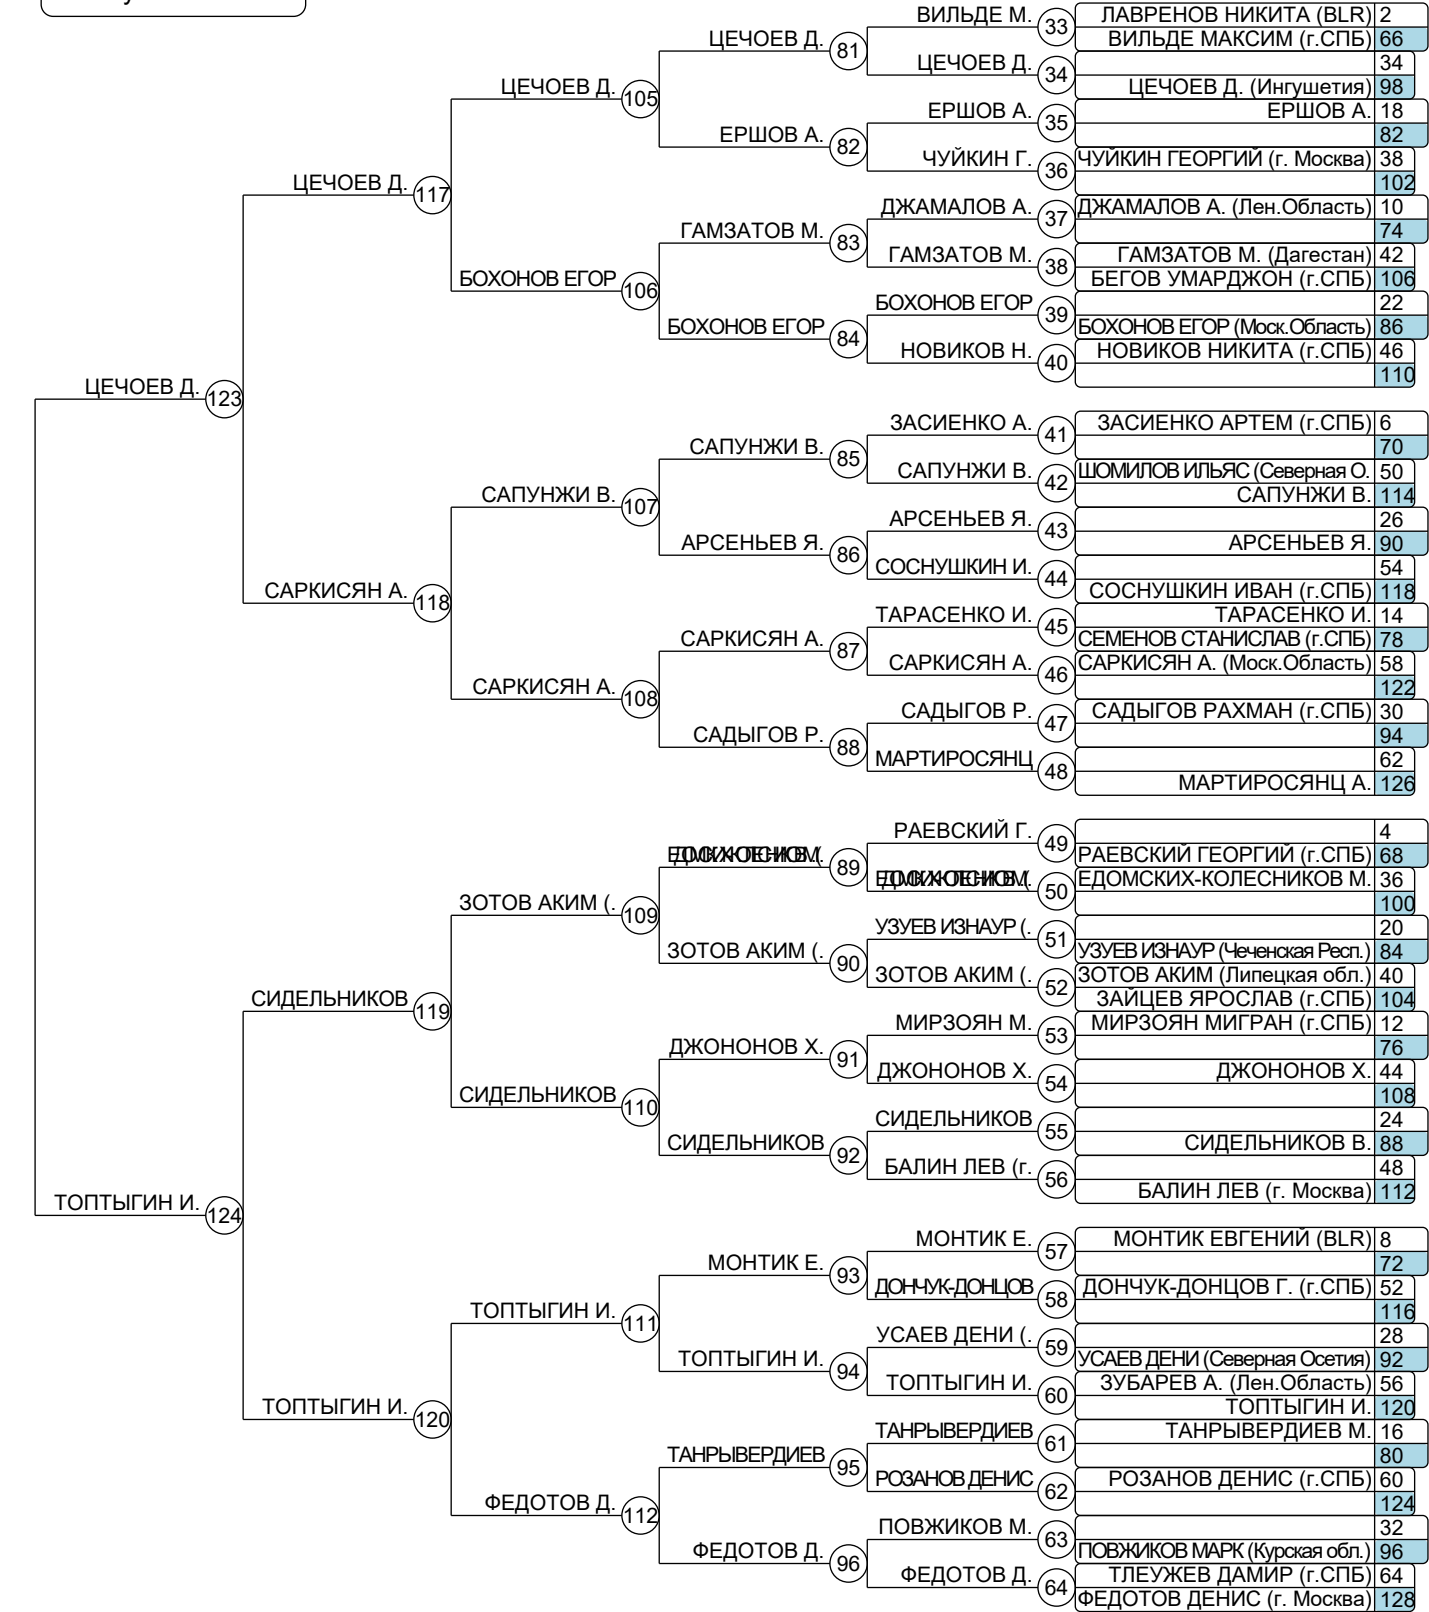 ВИЛЬДЕ М.
33
ЛАВРЕНОВ НИКИТА (BLR) 2
ВИЛЬДЕ МАКСИМ (г.СПБ) 66
ЦЕЧОЕВ Д.
81
ЦЕЧОЕВ Д.
34
34
ЦЕЧОЕВ Д. (Ингушетия) 98
ЦЕЧОЕВ Д.
105
ЕРШОВ А.
35
ЕРШОВ А. 18
82
ЕРШОВ А.
82
ЧУЙКИН Г.
36
ЧУЙКИН ГЕОРГИЙ (г. Москва) 38
102
ЦЕЧОЕВ Д.
117
ДЖАМАЛОВ А.
37
ДЖАМАЛОВ А. (Лен.Область) 10
74
ГАМЗАТОВ М.
83
ГАМЗАТОВ М.
38
ГАМЗАТОВ М. (Дагестан) 42
БЕГОВ УМАРДЖОН (г.СПБ) 106
БОХОНОВ ЕГОР
106
БОХОНОВ ЕГОР
39
22
БОХОНОВ ЕГОР (Моск.Область) 86
БОХОНОВ ЕГОР
84
НОВИКОВ Н.
40
НОВИКОВ НИКИТА (г.СПБ) 46
110
ЦЕЧОЕВ Д.
123
ЗАСИЕНКО А.
41
ЗАСИЕНКО АРТЕМ (г.СПБ) 6
70
САПУНЖИ В.
85
САПУНЖИ В.
42
ШОМИЛОВ ИЛЬЯС (Северная О. 50
САПУНЖИ В. 114
САПУНЖИ В.
107
АРСЕНЬЕВ Я.
43
26
АРСЕНЬЕВ Я. 90
АРСЕНЬЕВ Я.
86
СОСНУШКИН И.
44
54
СОСНУШКИН ИВАН (г.СПБ) 118
САРКИСЯН А.
118
ТАРАСЕНКО И.
45
ТАРАСЕНКО И. 14
СЕМЕНОВ СТАНИСЛАВ (г.СПБ) 78
САРКИСЯН А.
87
САРКИСЯН А.
46
САРКИСЯН А. (Моск.Область) 58
122
САРКИСЯН А.
108
САДЫГОВ Р.
47
САДЫГОВ РАХМАН (г.СПБ) 30
94
САДЫГОВ Р.
88
МАРТИРОСЯНЦ
48
62
МАРТИРОСЯНЦ А. 126
РАЕВСКИЙ Г.
49
4
РАЕВСКИЙ ГЕОРГИЙ (г.СПБ) 68
89
50
ЕДОМСКИХ-КОЛЕСНИКОВ М. 36
100
ЗОТОВ АКИМ (.
109
УЗУЕВ ИЗНАУР (.
51
20
УЗУЕВ ИЗНАУР (Чеченская Респ.) 84
ЗОТОВ АКИМ (.
90
ЗОТОВ АКИМ (.
52
ЗОТОВ АКИМ (Липецкая обл.) 40
ЗАЙЦЕВ ЯРОСЛАВ (г.СПБ) 104
СИДЕЛЬНИКОВ
119
МИРЗОЯН М.
53
МИРЗОЯН МИГРАН (г.СПБ) 12
76
ДЖОНОНОВ Х.
91
ДЖОНОНОВ Х.
54
ДЖОНОНОВ Х. 44
108
СИДЕЛЬНИКОВ
110
СИДЕЛЬНИКОВ
55
24
СИДЕЛЬНИКОВ В. 88
СИДЕЛЬНИКОВ
92
БАЛИН ЛЕВ (г.
56
48
БАЛИН ЛЕВ (г. Москва) 112
ТОПТЫГИН И.
124
МОНТИК Е.
57
МОНТИК ЕВГЕНИЙ (BLR) 8
72
МОНТИК Е.
93
ДОНЧУК-ДОНЦОВ
58
ДОНЧУК-ДОНЦОВ Г. (г.СПБ) 52
116
ТОПТЫГИН И.
111
УСАЕВ ДЕНИ (.
59
28
УСАЕВ ДЕНИ (Северная Осетия) 92
ТОПТЫГИН И.
94
ТОПТЫГИН И.
60
ЗУБАРЕВ А. (Лен.Область) 56
ТОПТЫГИН И. 120
ТОПТЫГИН И.
120
ТАНРЫВЕРДИЕВ
61
ТАНРЫВЕРДИЕВ М. 16
80
ТАНРЫВЕРДИЕВ
95
РОЗАНОВ ДЕНИС
62
РОЗАНОВ ДЕНИС (г.СПБ) 60
124
ФЕДОТОВ Д.
112
ПОВЖИКОВ М.
63
32
ПОВЖИКОВ МАРК (Курская обл.) 96
ФЕДОТОВ Д.
96
ФЕДОТОВ Д.
64
ТЛЕУЖЕВ ДАМИР (г.СПБ) 64
ФЕДОТОВ ДЕНИС (г. Москва) 128